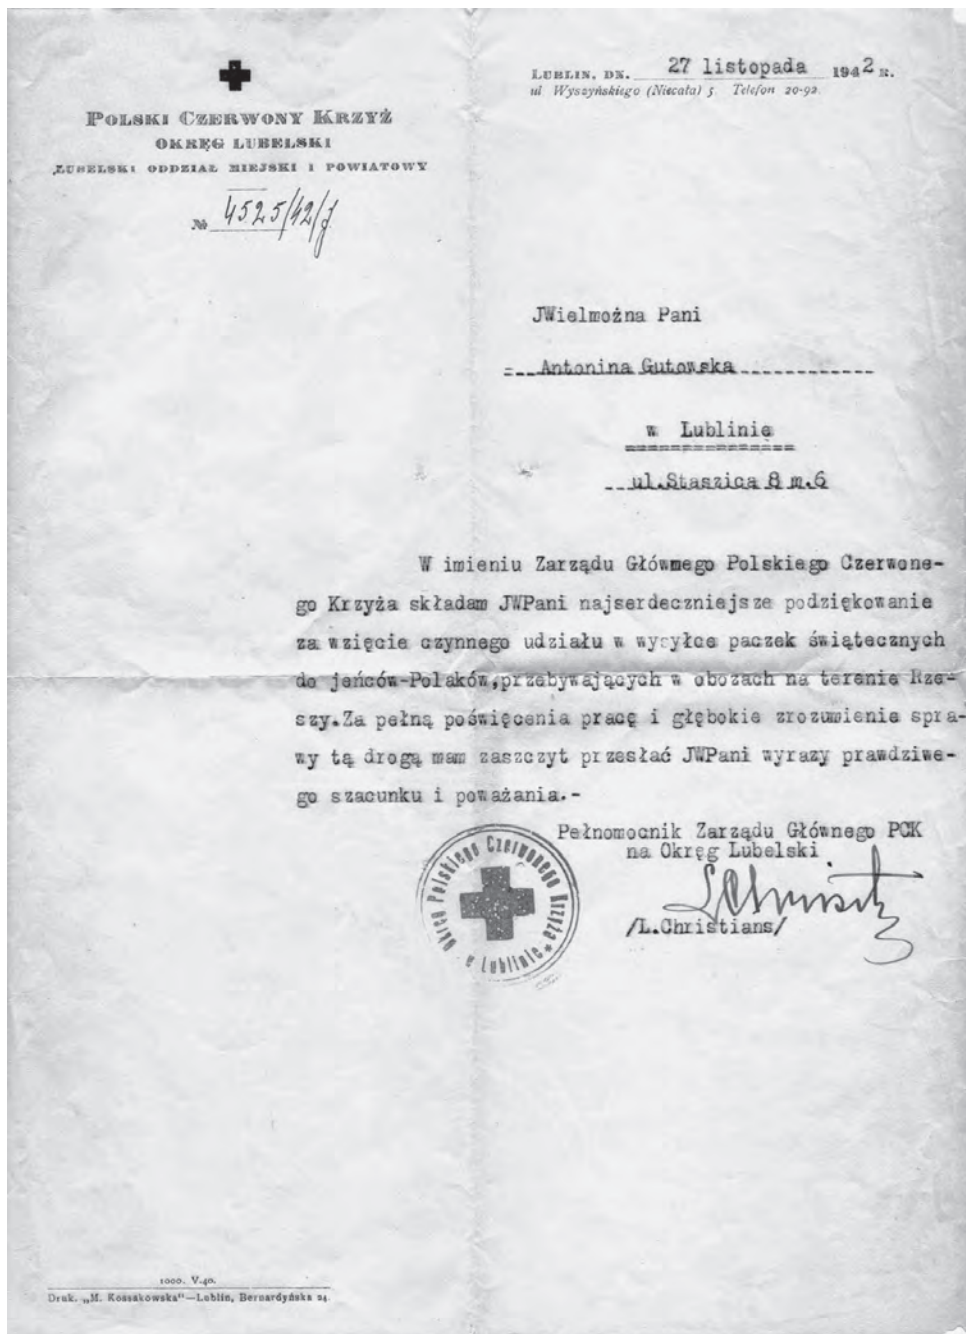 POLSKI CZERWONY KRZYŻ
OKRĘG LUBELSKI
LUBELSKI ODDZIAŁ MIEJSKI I POWIATOWY
№ 4525/42/J
LUBLIN, DN. 27 listopada 1942 R.
ul Wyszyńskiego (Niecała) 5. Telefon 20-92.
JWielmożna Pani
Antonina Gutowska
w Lublinie
ul.Staszica 8 m.6
W imieniu Zarządu Głównego Polskiego Czerwone-
go Krzyża składam JWPani najserdeczniejsze podziękowanie
za wzięcie czynnego udziału w wysyłce paczek świątecznych
do jeńców-Polaków,przebywających w obozach na terenie Rze-
szy.Za pełną poświęcenia pracę i głębokie zrozumienie spra-
wy tą drogą mam zaszczyt przesłać JWPani wyrazy prawdziwe-
go szacunku i poważania.-
Pełnomocnik Zarządu Głównego PCK
na Okręg Lubelski
/L.Christians/
Okręg Polskiego Czerwonego Krzyża
w Lublinie
1000. V.40.
Druk. „M. Kossakowska"—Lublin, Bernardyńska 24.